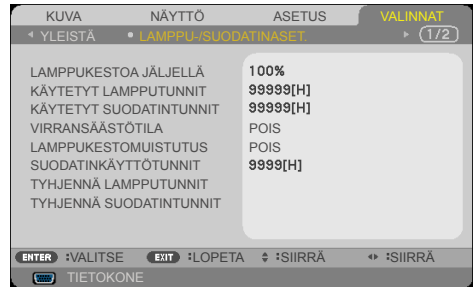 KUVA NÄYTTÖ ASETUS VALINNAT
YLEISTÄ • LAMPPU-/SUODATINASET. 1/2
LAMPPUKESTOA JÄLJELLÄ 100%
KÄYTETYT LAMPPUTUNNIT 99999[H]
KÄYTETYT SUODATINTUNNIT 99999[H]
VIRRANSÄÄSTÖTILA POIS
LAMPPUKESTOMUISTUTUS POIS
SUODATINKÄYTTÖTUNNIT 9999[H]
TYHJENNÄ LAMPPUTUNNIT
TYHJENNÄ SUODATINTUNNIT
ENTER :VALITSE EXIT :LOPETA :SIIRRÄ :SIIRRÄ
TIETOKONE